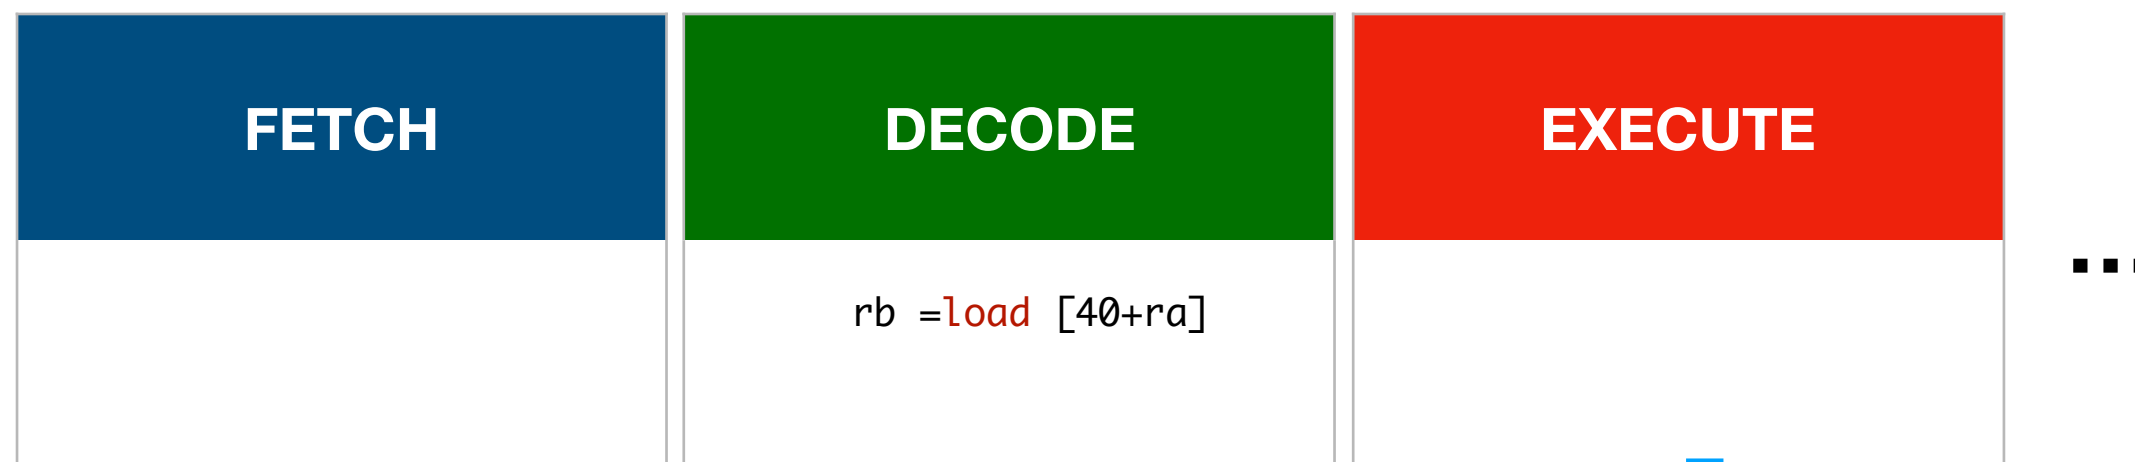 FETCH
DECODE
EXECUTE
rb =load [40+ra]
...